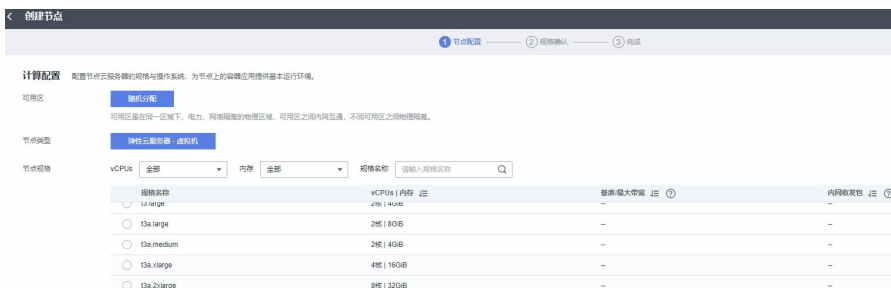 < 创建节点
1 节点配置 2 规格确认 3 完成
计算配置 配置节点云服务器的规格与操作系统，为节点上的容器应用提供基本运行环境。
可用区 随机分配
可用区是在同一区域下，电力、网络隔离的物理区域，可用区之间内网互通，不同可用区之间物理隔离。
节点类型 弹性云服务器 - 虚拟机
节点规格 vCPUs 全部 内存 全部 规格名称 请输入规格名称
规格名称 vCPUs | 内存 基准/最大带宽 ? 内网收发包 ?
t3.large 2核 | 4GiB -- --
t3a.large 2核 | 8GiB -- --
t3a.medium 2核 | 4GiB -- --
t3a.xlarge 4核 | 16GiB -- --
t3a.2xlarge 8核 | 32GiB -- --